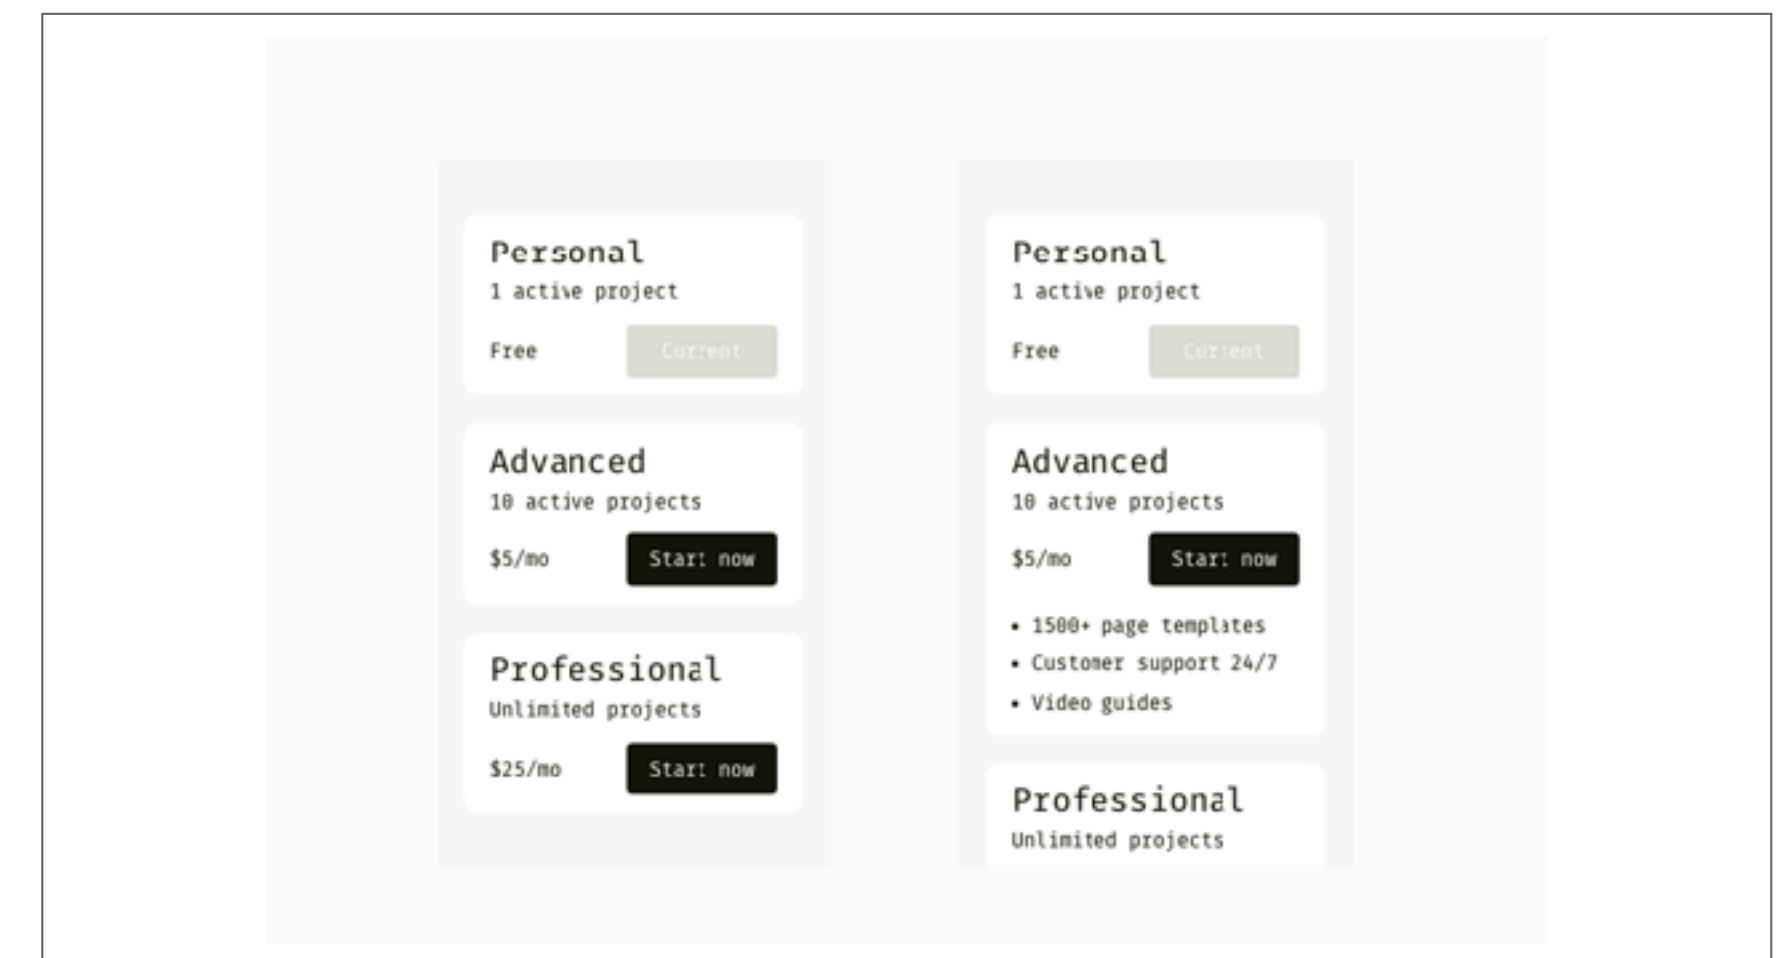 Personal
1 active project
Free
Current
Advanced
10 active projects
$5/mo
Start now
Professional
Unlimited projects
$25/mo
Start now
Personal
1 active project
Free
Current
Advanced
10 active projects
$5/mo
Start now
• 1500+ page templates
• Customer support 24/7
• Video guides
Professional
Unlimited projects